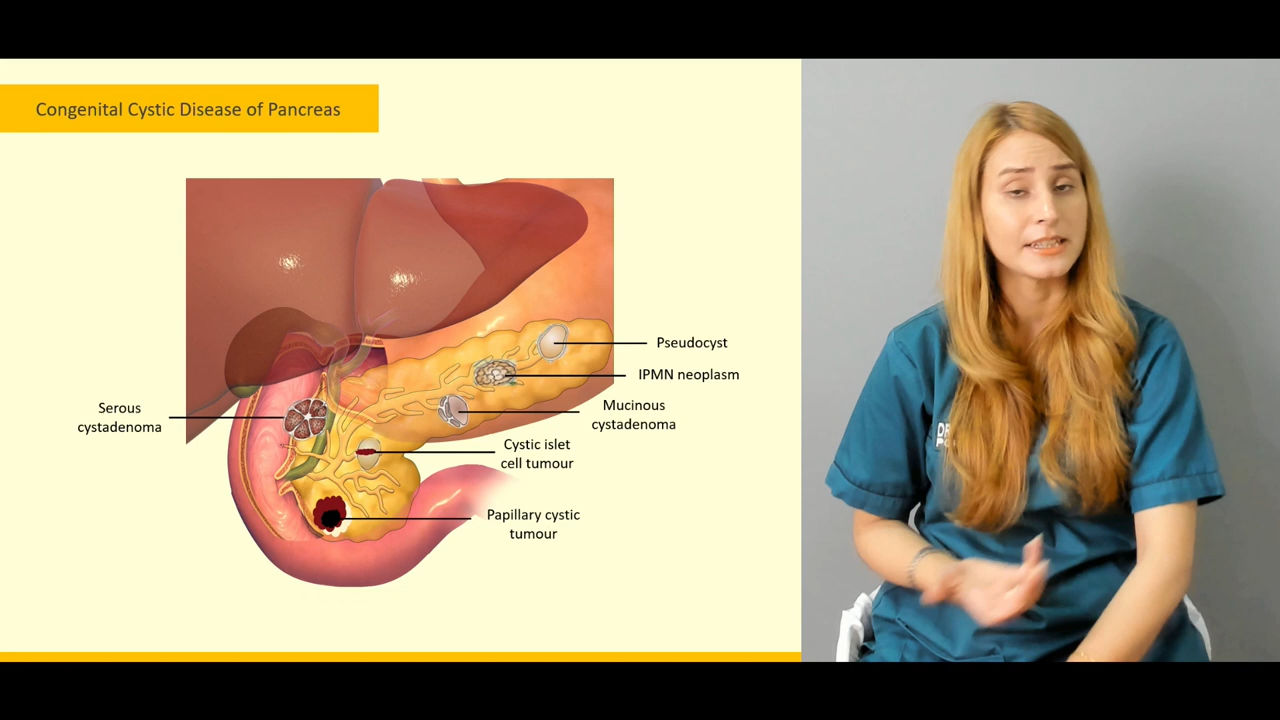 Congenital Cystic Disease of Pancreas
Pseudocyst
IPMN neoplasm
Mucinous
cystadenoma
Serous
cystadenoma
Cystic islet
cell tumour
Papillary cystic
tumour
DR